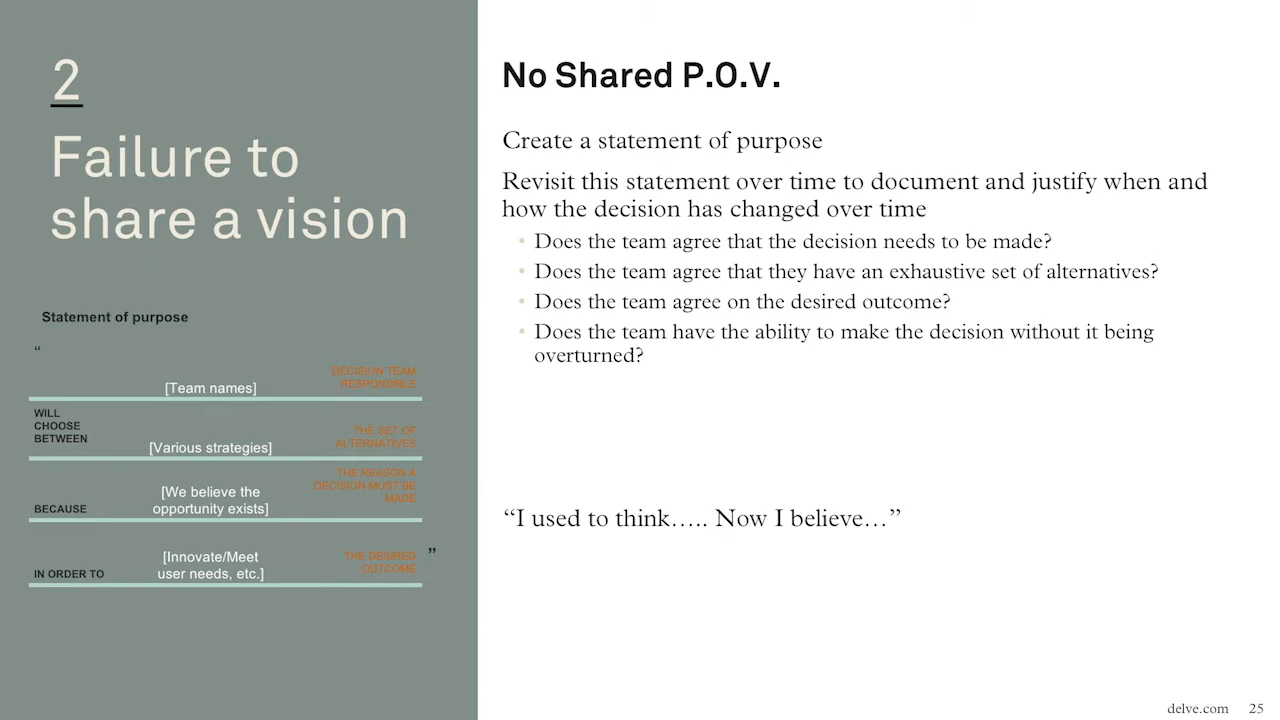 2
Failure to
share a vision
Statement of purpose
“
[Team names]
DECISION TEAM
RESPONSIBLE
WILL
CHOOSE
BETWEEN
[Various strategies]
THE SET OF
ALTERNATIVES
BECAUSE
[We believe the
opportunity exists]
THE REASON A
DECISION MUST BE
MADE
IN ORDER TO
[Innovate/Meet
user needs, etc.]
THE DESIRED
OUTCOME
”
No Shared P.O.V.
Create a statement of purpose
Revisit this statement over time to document and justify when and
how the decision has changed over time
• Does the team agree that the decision needs to be made?
• Does the team agree that they have an exhaustive set of alternatives?
• Does the team agree on the desired outcome?
• Does the team have the ability to make the decision without it being
overturned?
“I used to think….. Now I believe…”
delve.com 25